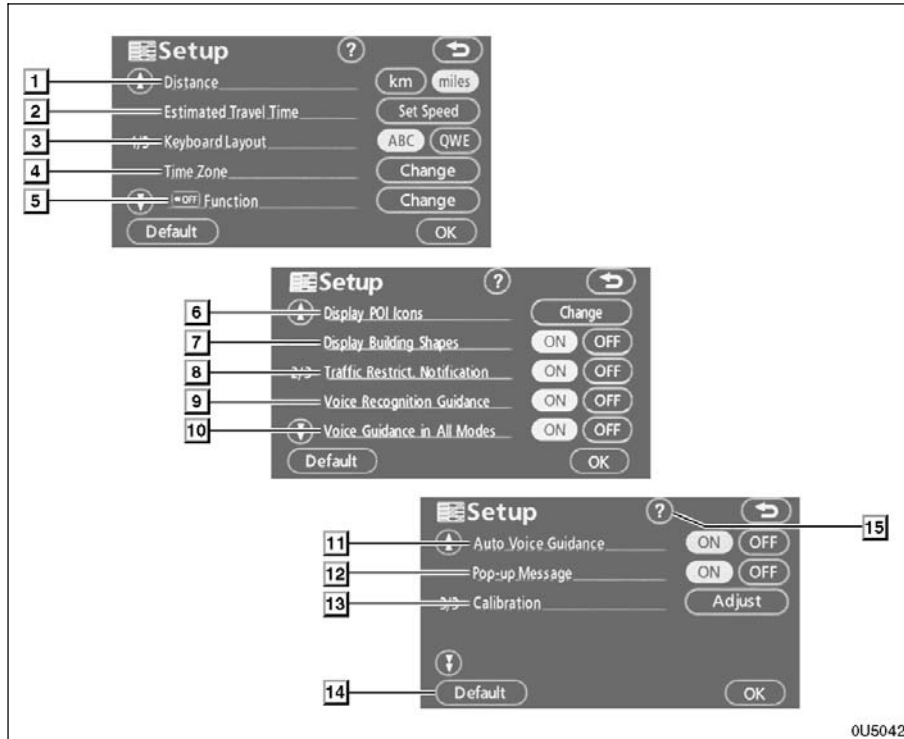 Setup ?
1 Distance km miles
2 Estimated Travel Time Set Speed
3 1/3 Keyboard Layout ABC QWE
4 Time Zone Change
5 OFF Function Change
Default OK
Setup ?
6 Display POI Icons Change
7 Display Building Shapes ON OFF
8 2/3 Traffic Restrict. Notification ON OFF
9 Voice Recognition Guidance ON OFF
10 Voice Guidance in All Modes ON OFF
Default OK
Setup ? 15
11 Auto Voice Guidance ON OFF
12 Pop-up Message ON OFF
13 3/3 Calibration Adjust
14 Default OK
0U5042